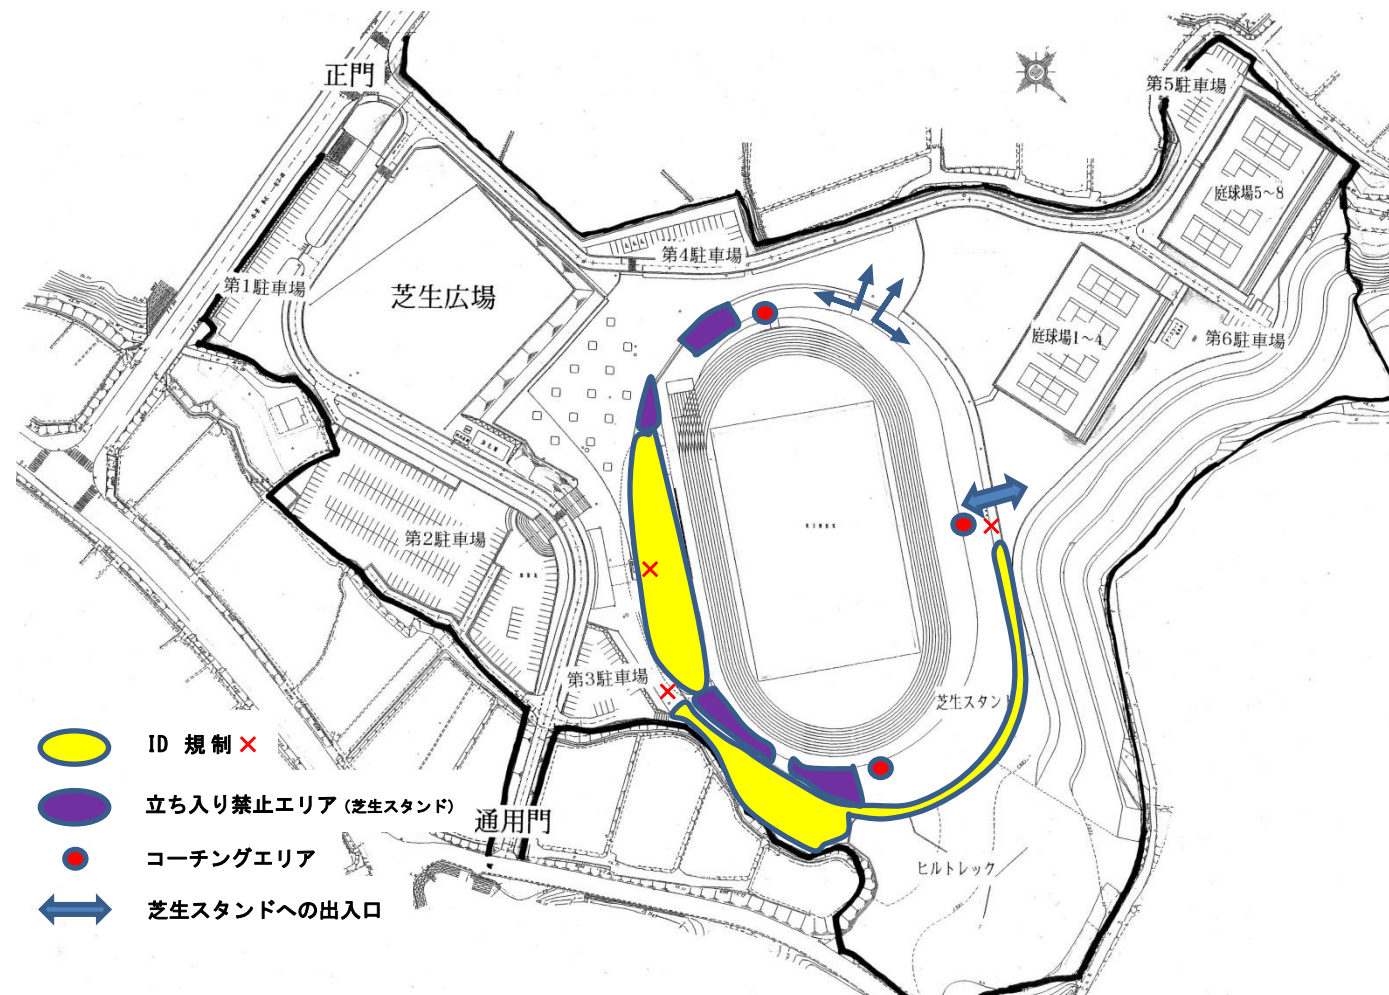 正門
第5駐車場
庭球場5～8
第4駐車場
第1駐車場
芝生広場
庭球場1～4
第6駐車場
第2駐車場
第3駐車場
芝生スタンド
ID 規制×
立ち入り禁止エリア(芝生スタンド)
通用門
コーチングエリア
ヒルトレック
芝生スタンドへの出入口